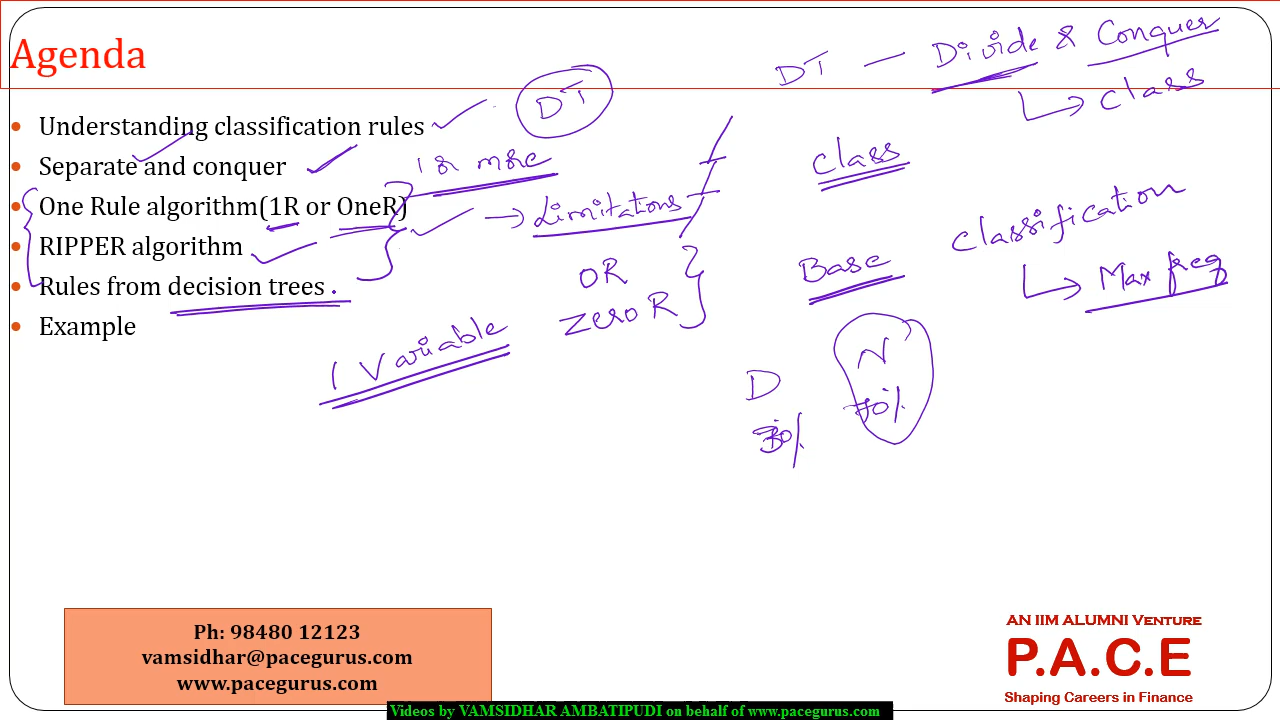 Agenda
DT — Divide & Conquer
↳ class
• Understanding classification rules
DT
• Separate and conquer
1 or more
class
• One Rule algorithm(1R or OneR)
→ Limitations
classification
• RIPPER algorithm
OR
Base
↳ Max freq
• Rules from decision trees .
Zero R
• Example
1 Variable
D
N
30%
70%
Ph: 98480 12123
vamsidhar@pacegurus.com
www.pacegurus.com
AN IIM ALUMNI VENTURE
P.A.C.E
Shaping Careers in Finance
Videos by VAMSIDHAR AMBATIPUDI on behalf of www.pacegurus.com